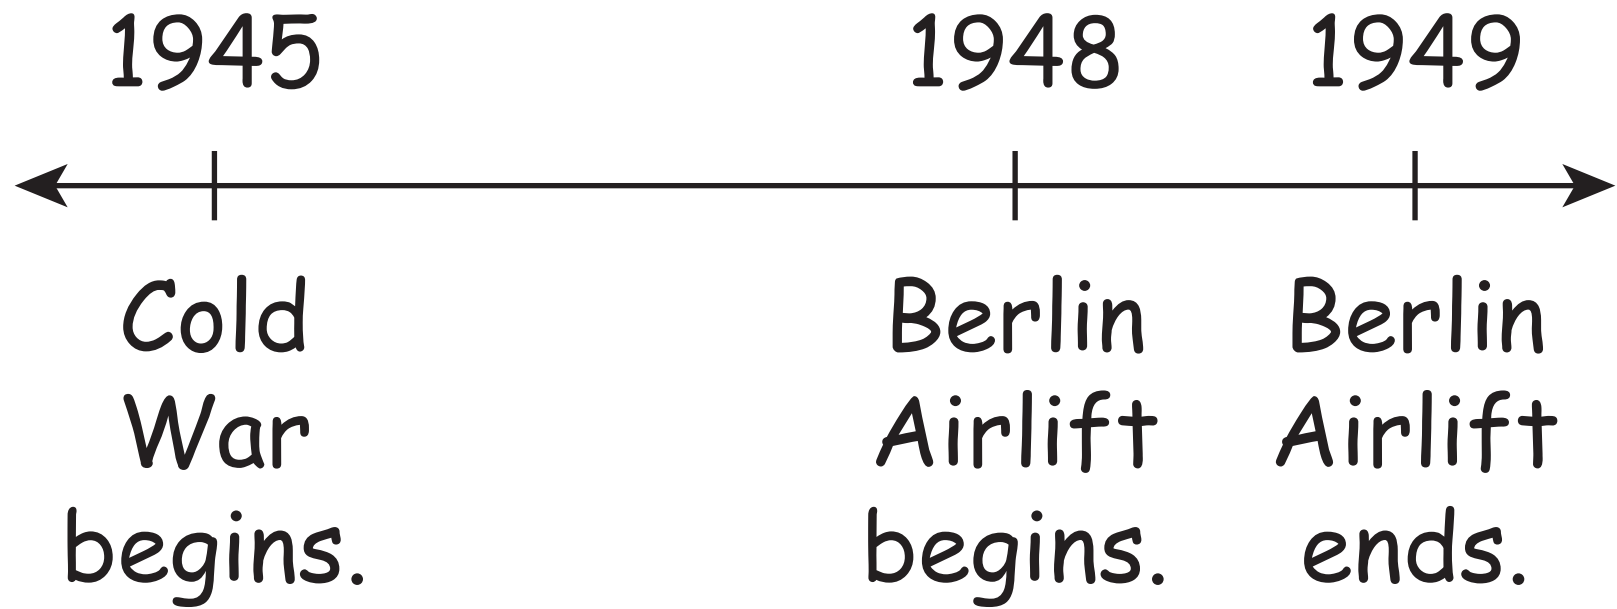 1945 1948 1949
Cold Berlin Berlin
War Airlift Airlift
begins. begins. ends.